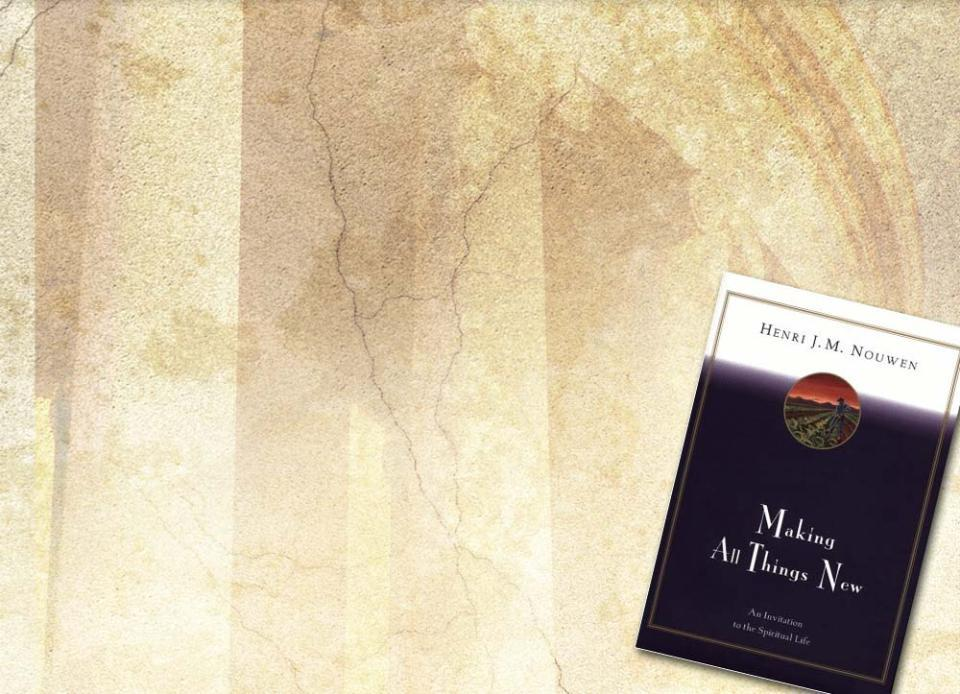 HENRI J.M. NOUWEN
Making
All Things New
An Invitation
to the Spiritual Life